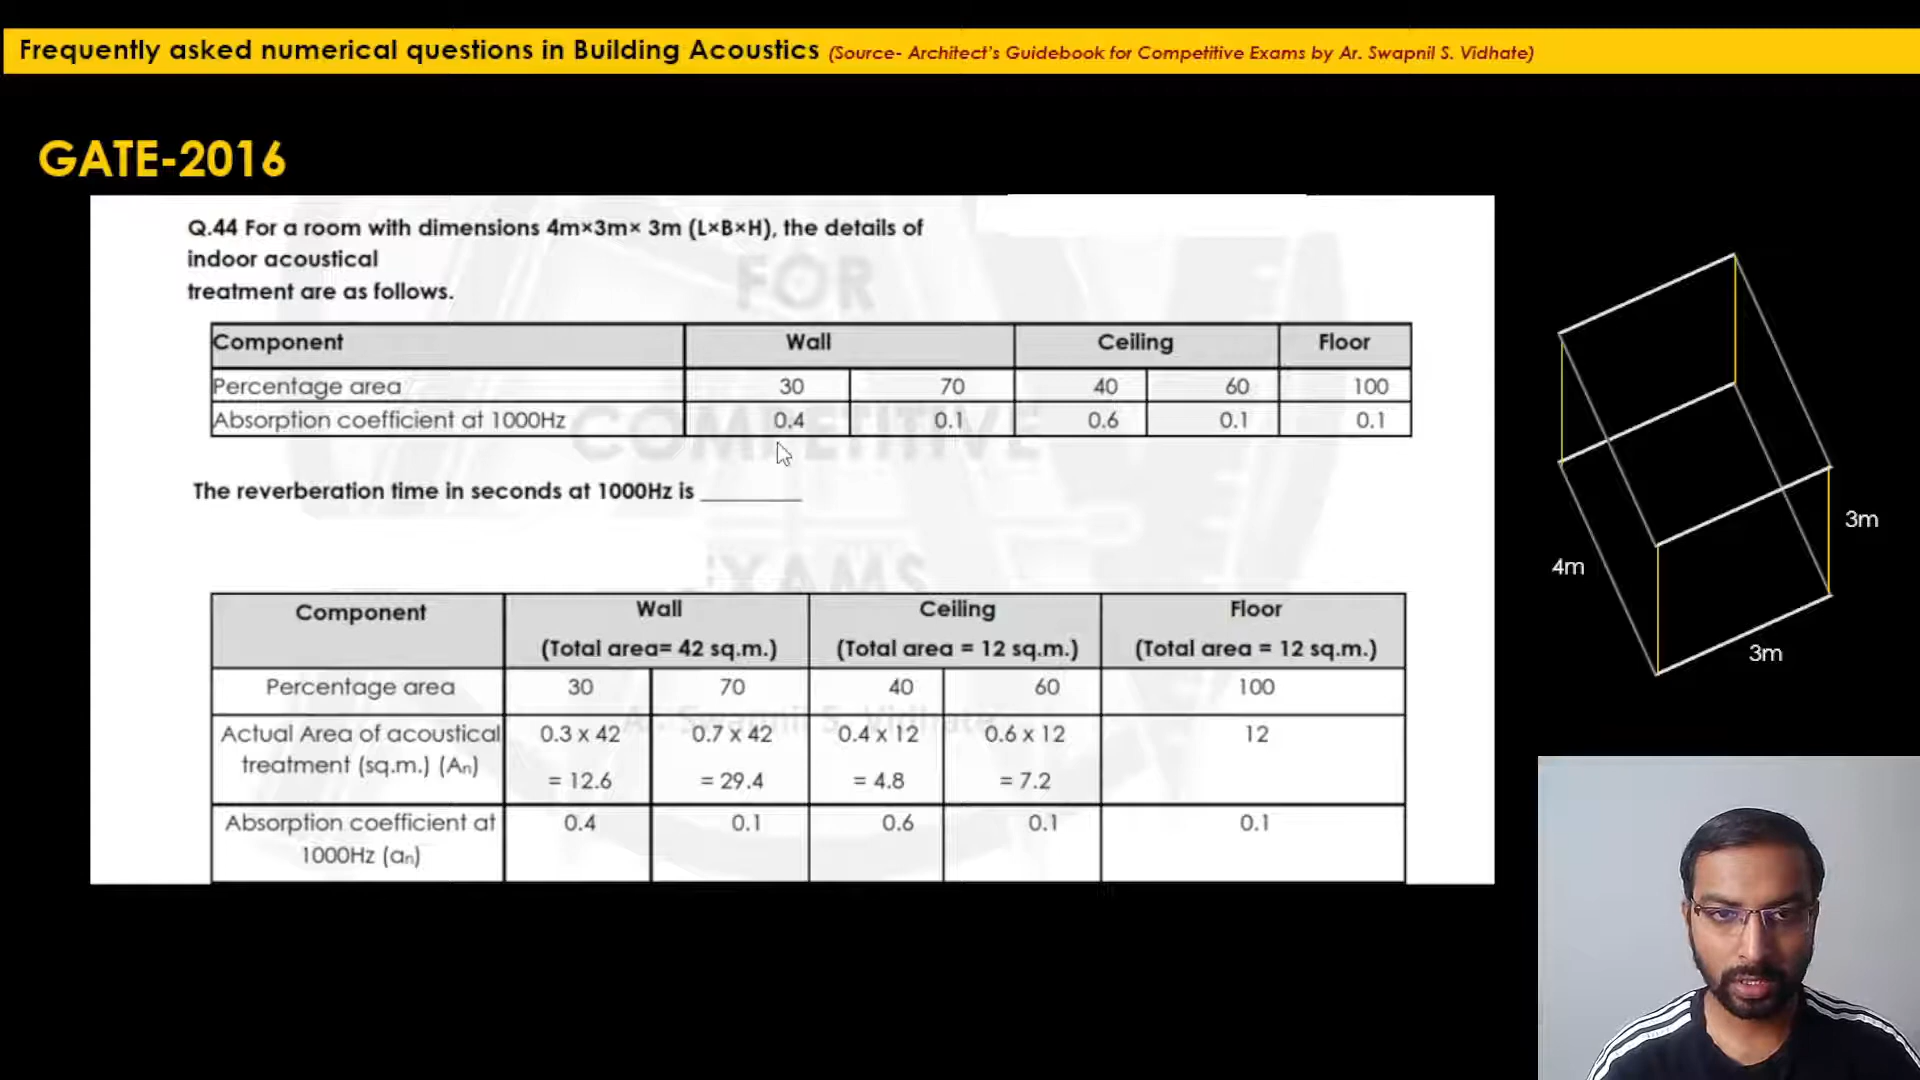 Frequently asked numerical questions in Building Acoustics (Source- Architect's Guidebook for Competitive Exams by Ar. Swapnil S. Vidhate)
GATE-2016
Q.44 For a room with dimensions 4m×3m× 3m (L×B×H), the details of
indoor acoustical
treatment are as follows.
FOR
Component Wall Ceiling Floor
Percentage area 30 70 40 60 100
Absorption coefficient at 1000Hz 0.4 0.1 0.6 0.1 0.1
COMPETITIVE
The reverberation time in seconds at 1000Hz is ________
EXAMS
Component Wall Ceiling Floor
(Total area= 42 sq.m.) (Total area = 12 sq.m.) (Total area = 12 sq.m.)
Percentage area 30 70 40 60 100
Ar. Swapnil S. Vidhate
Actual Area of acoustical 0.3 x 42 0.7 x 42 0.4 x 12 0.6 x 12 12
treatment (sq.m.) (An) = 12.6 = 29.4 = 4.8 = 7.2
Absorption coefficient at 0.4 0.1 0.6 0.1 0.1
1000Hz (an)
3m
4m
3m